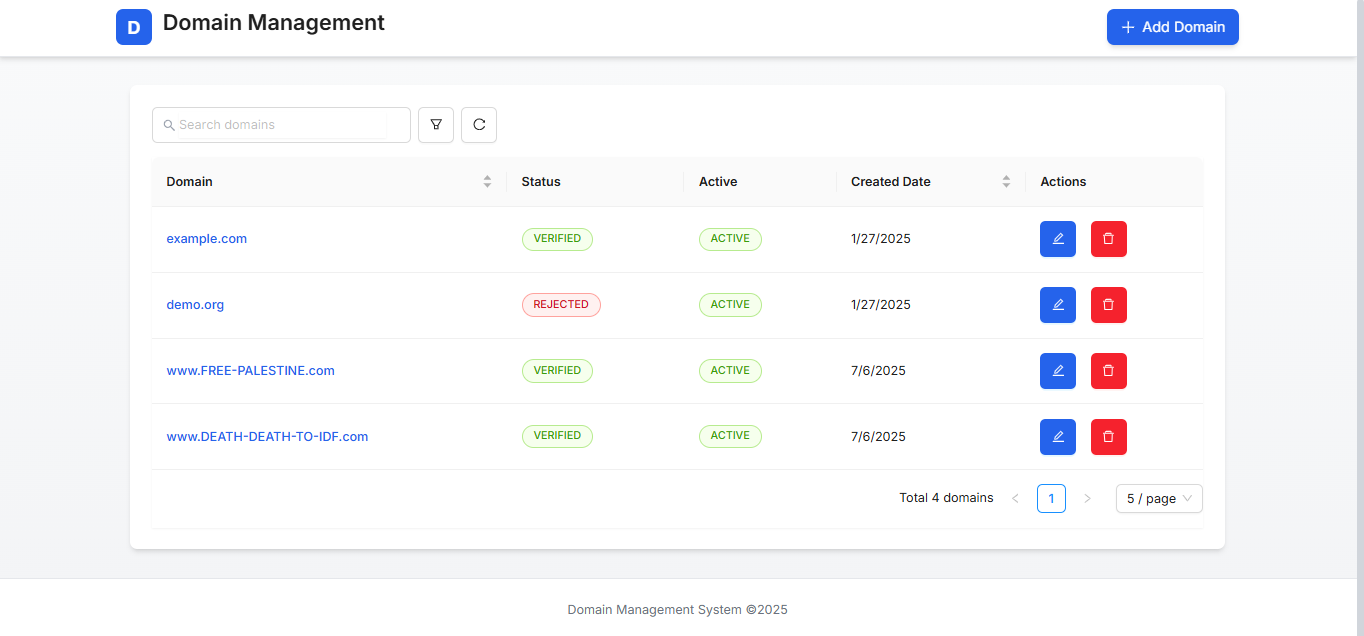 D Domain Management + Add Domain
Search domains
Domain Status Active Created Date Actions
example.com VERIFIED ACTIVE 1/27/2025
demo.org REJECTED ACTIVE 1/27/2025
www.FREE-PALESTINE.com VERIFIED ACTIVE 7/6/2025
www.DEATH-DEATH-TO-IDF.com VERIFIED ACTIVE 7/6/2025
Total 4 domains < 1 > 5 / page
Domain Management System ©2025